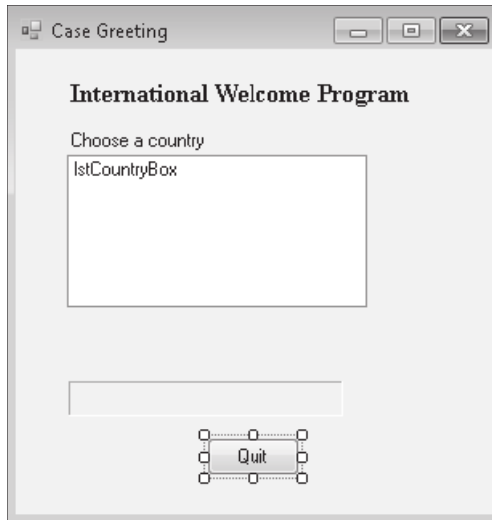 Case Greeting
International Welcome Program
Choose a country
lstCountryBox
Quit